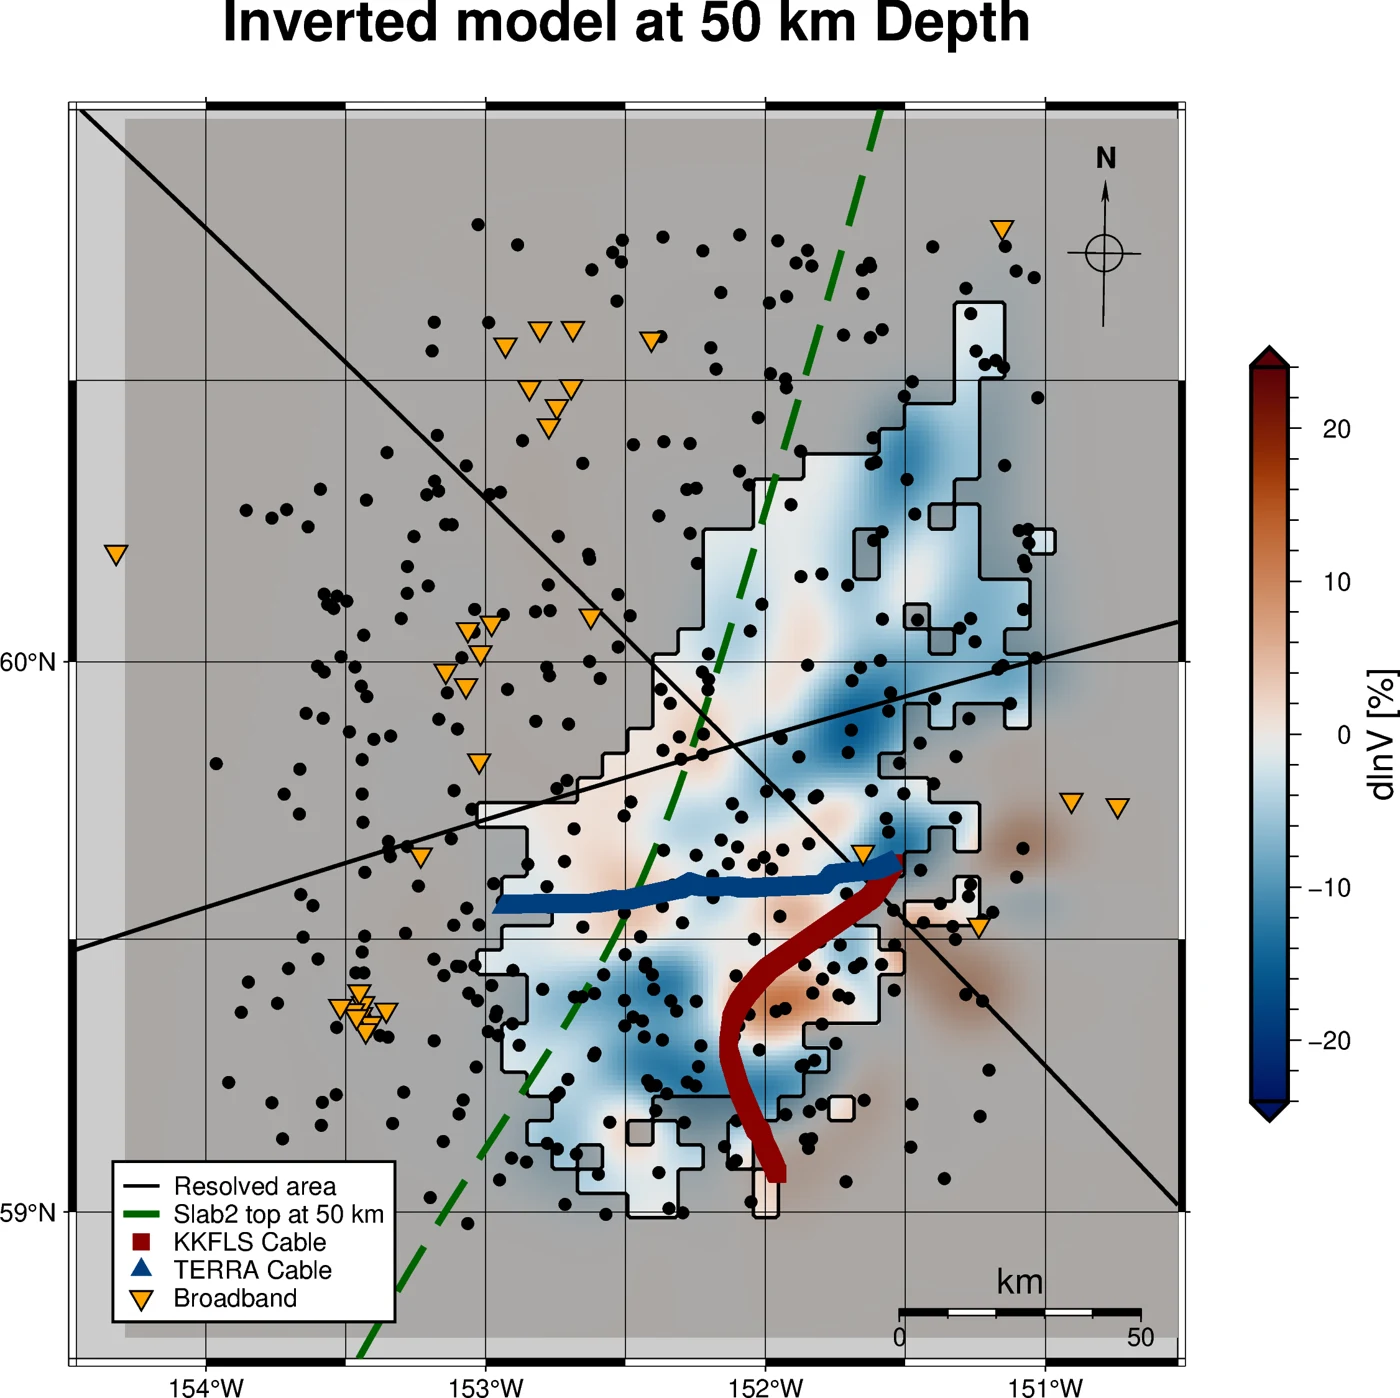 Inverted model at 50 km Depth
N
20
10
0
−10
−20
dlnV [%]
60°N
59°N
Resolved area
Slab2 top at 50 km
KKFLS Cable
TERRA Cable
Broadband
km
0 50
154°W 153°W 152°W 151°W